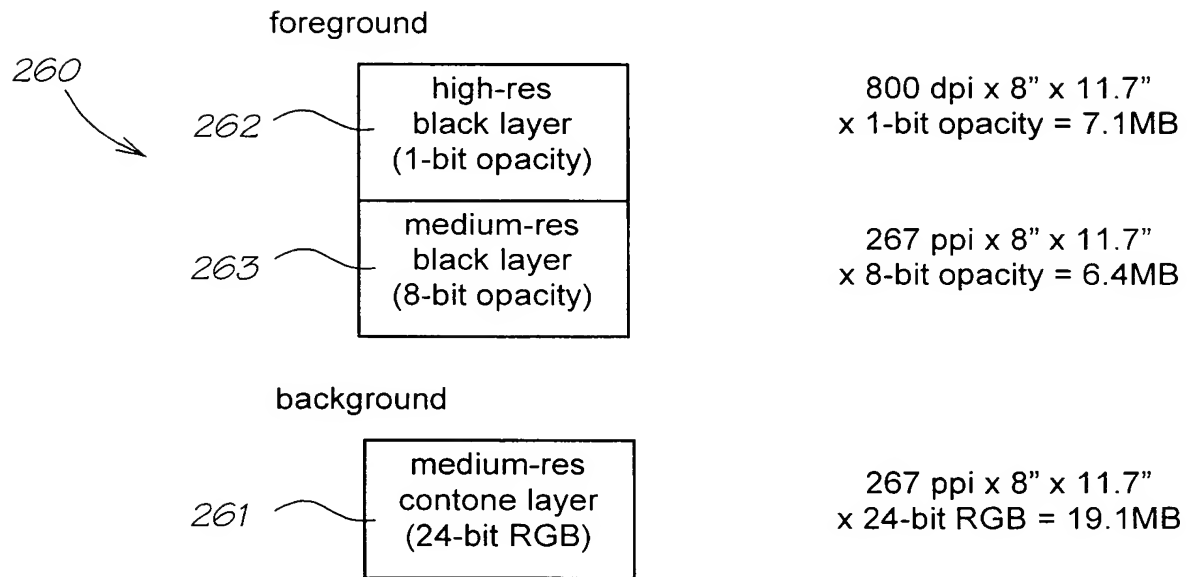 foreground
260
262
high-res
black layer
(1-bit opacity)
800 dpi x 8" x 11.7"
x 1-bit opacity = 7.1MB
263
medium-res
black layer
(8-bit opacity)
267 ppi x 8" x 11.7"
x 8-bit opacity = 6.4MB
background
261
medium-res
contone layer
(24-bit RGB)
267 ppi x 8" x 11.7"
x 24-bit RGB = 19.1MB